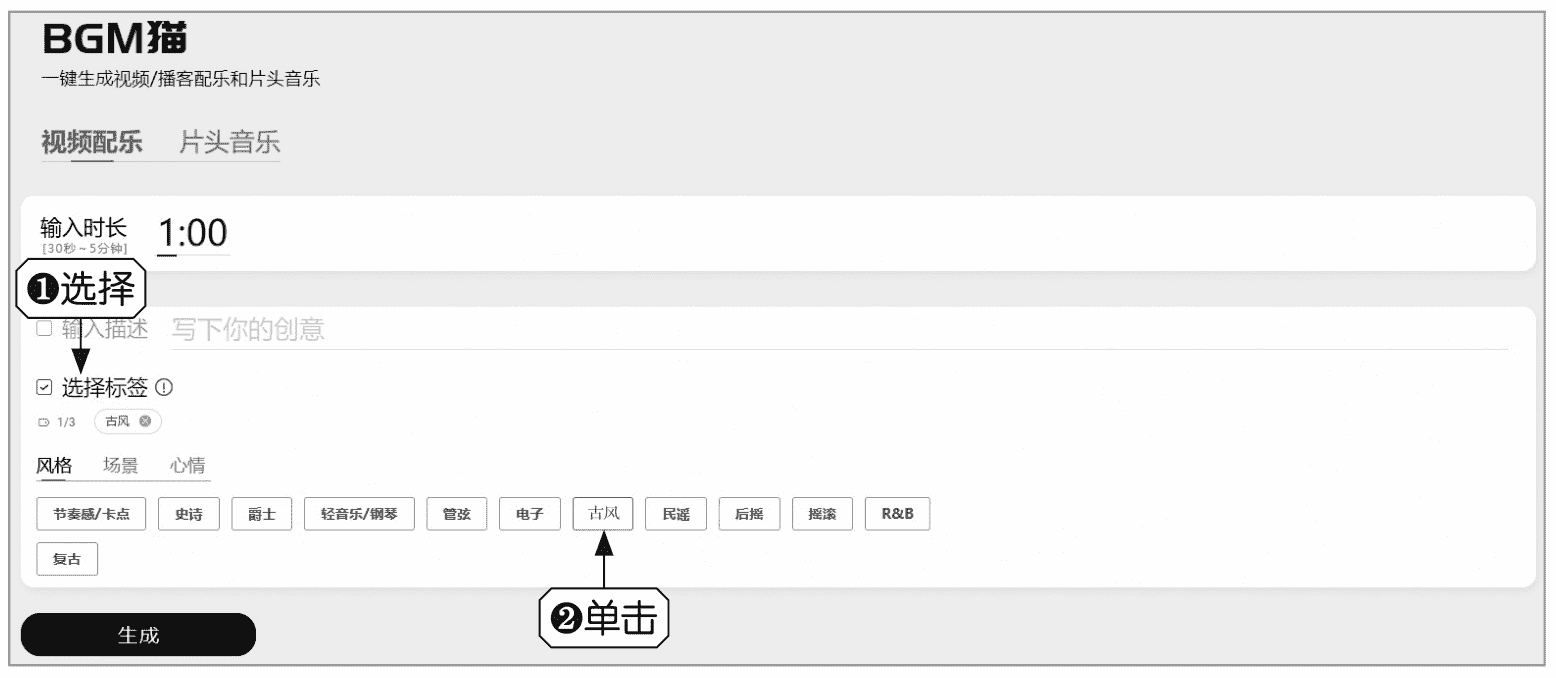 BGM猫
一键生成视频/播客配乐和片头音乐
视频配乐 片头音乐
输入时长 1:00
[30秒~5分钟]
❶选择
输入描述 写下你的创意
选择标签
1/3 古风
风格 场景 心情
节奏感/卡点 史诗 爵士 轻音乐/钢琴 管弦 电子 古风 民谣 后摇 摇滚 R&B
复古
❷单击
生成